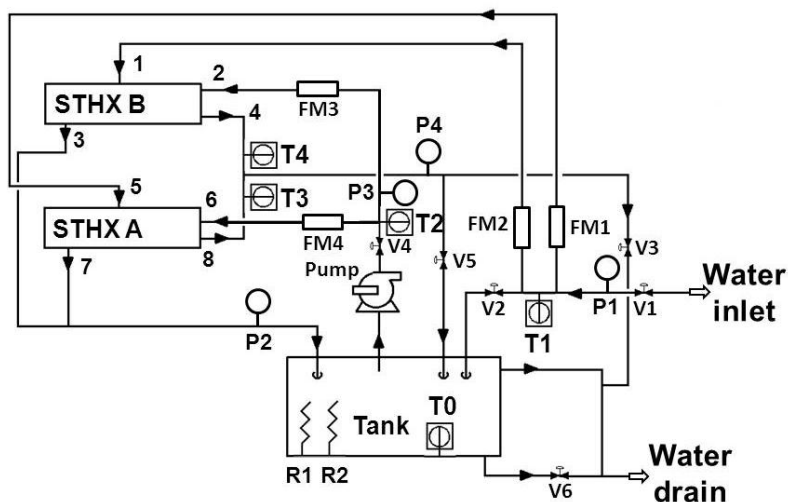 1
2
FM3
STHX B
4
3
T4
P4
5
6
P3
T3
STHX A
T2
FM2
FM1
FM4
V4
V3
7
8
Pump
V5
P1
Water
inlet
V2
V1
P2
T1
Tank
T0
R1
R2
V6
Water
drain